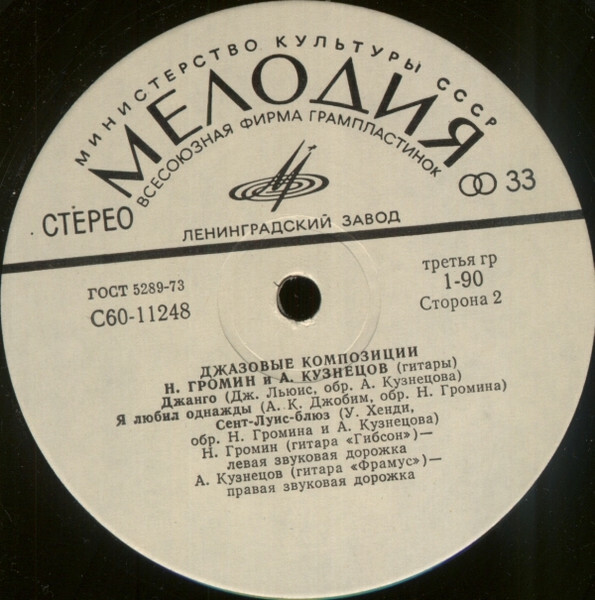 МИНИСТЕРСТВО КУЛЬТУРЫ СССР
МЕЛОДИЯ
ВСЕСОЮЗНАЯ ФИРМА ГРАМПЛАСТИНОК
СТЕРЕО
33
ЛЕНИНГРАДСКИЙ ЗАВОД
ГОСТ 5289-73
С60-11248
третья гр
1-90
Сторона 2
ДЖАЗОВЫЕ КОМПОЗИЦИИ
Н. ГРОМИН и А. КУЗНЕЦОВ (гитары)
Джанго (Дж. Льюис, обр. А. Кузнецова)
Я любил однажды (А. К. Джобим, обр. Н. Громина)
Сент-Луис-блюз (У. Хенди,
обр. Н. Громина и А. Кузнецова)
Н. Громин (гитара «Гибсон»)—
левая звуковая дорожка
А. Кузнецов (гитара «Фрамус»)—
правая звуковая дорожка